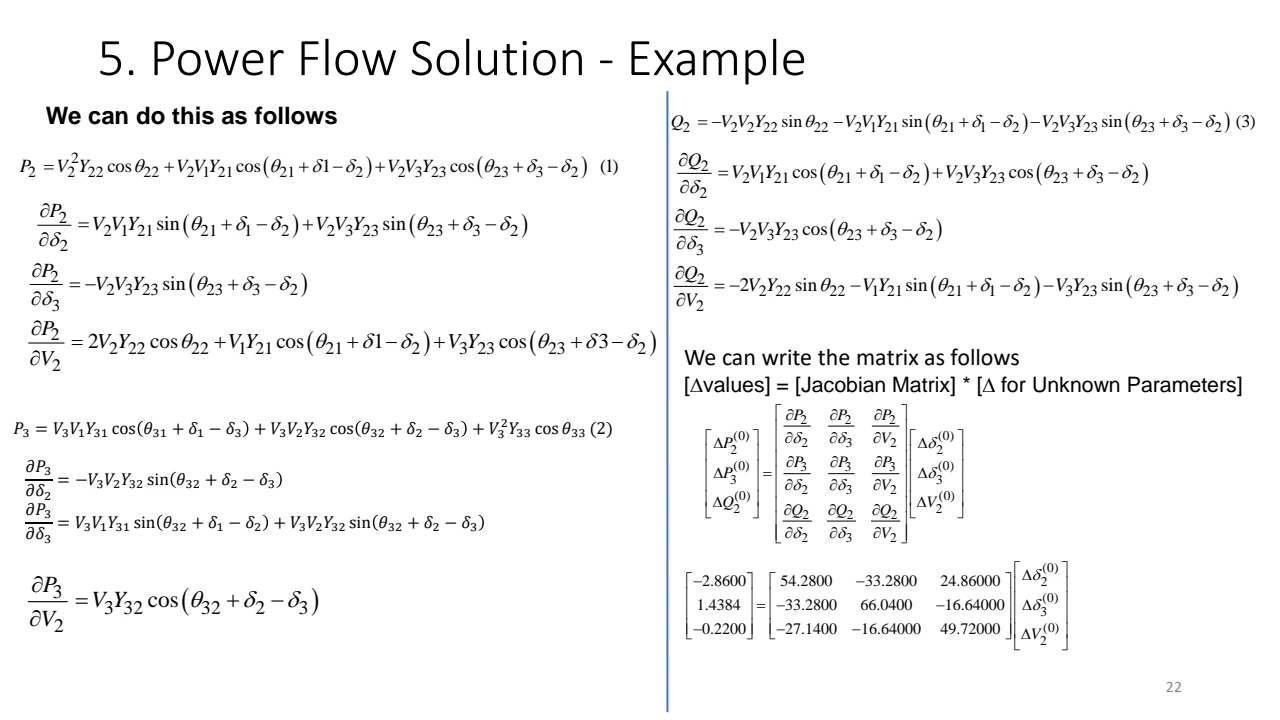 5. Power Flow Solution - Example
We can do this as follows
P₂ = V₂²Y₂₂ cos θ₂₂ + V₂V₁Y₂₁ cos(θ₂₁ + δ1 − δ₂) + V₂V₃Y₂₃ cos(θ₂₃ + δ₃ − δ₂) (1)
∂P₂/∂δ₂ = V₂V₁Y₂₁ sin(θ₂₁ + δ₁ − δ₂) + V₂V₃Y₂₃ sin(θ₂₃ + δ₃ − δ₂)
∂P₂/∂δ₃ = −V₂V₃Y₂₃ sin(θ₂₃ + δ₃ − δ₂)
∂P₂/∂V₂ = 2V₂Y₂₂ cos θ₂₂ + V₁Y₂₁ cos(θ₂₁ + δ1 − δ₂) + V₃Y₂₃ cos(θ₂₃ + δ3 − δ₂)
P₃ = V₃V₁Y₃₁ cos(θ₃₁ + δ₁ − δ₃) + V₃V₂Y₃₂ cos(θ₃₂ + δ₂ − δ₃) + V₃²Y₃₃ cos θ₃₃ (2)
∂P₃/∂δ₂ = −V₃V₂Y₃₂ sin(θ₃₂ + δ₂ − δ₃)
∂P₃/∂δ₃ = V₃V₁Y₃₁ sin(θ₃₂ + δ₁ − δ₂) + V₃V₂Y₃₂ sin(θ₃₂ + δ₂ − δ₃)
∂P₃/∂V₂ = V₃Y₃₂ cos(θ₃₂ + δ₂ − δ₃)
Q₂ = −V₂V₂Y₂₂ sin θ₂₂ − V₂V₁Y₂₁ sin(θ₂₁ + δ₁ − δ₂) − V₂V₃Y₂₃ sin(θ₂₃ + δ₃ − δ₂) (3)
∂Q₂/∂δ₂ = V₂V₁Y₂₁ cos(θ₂₁ + δ₁ − δ₂) + V₂V₃Y₂₃ cos(θ₂₃ + δ₃ − δ₂)
∂Q₂/∂δ₃ = −V₂V₃Y₂₃ cos(θ₂₃ + δ₃ − δ₂)
∂Q₂/∂V₂ = −2V₂Y₂₂ sin θ₂₂ − V₁Y₂₁ sin(θ₂₁ + δ₁ − δ₂) − V₃Y₂₃ sin(θ₂₃ + δ₃ − δ₂)
We can write the matrix as follows
[Δvalues] = [Jacobian Matrix] * [Δ for Unknown Parameters]
[ΔP₂⁽⁰⁾] [∂P₂/∂δ₂ ∂P₂/∂δ₃ ∂P₂/∂V₂] [Δδ₂⁽⁰⁾]
[ΔP₃⁽⁰⁾] = [∂P₃/∂δ₂ ∂P₃/∂δ₃ ∂P₃/∂V₂] [Δδ₃⁽⁰⁾]
[ΔQ₂⁽⁰⁾] [∂Q₂/∂δ₂ ∂Q₂/∂δ₃ ∂Q₂/∂V₂] [ΔV₂⁽⁰⁾]
[−2.8600] [54.2800 −33.2800 24.86000] [Δδ₂⁽⁰⁾]
[1.4384] = [−33.2800 66.0400 −16.64000] [Δδ₃⁽⁰⁾]
[−0.2200] [−27.1400 −16.64000 49.72000] [ΔV₂⁽⁰⁾]
22